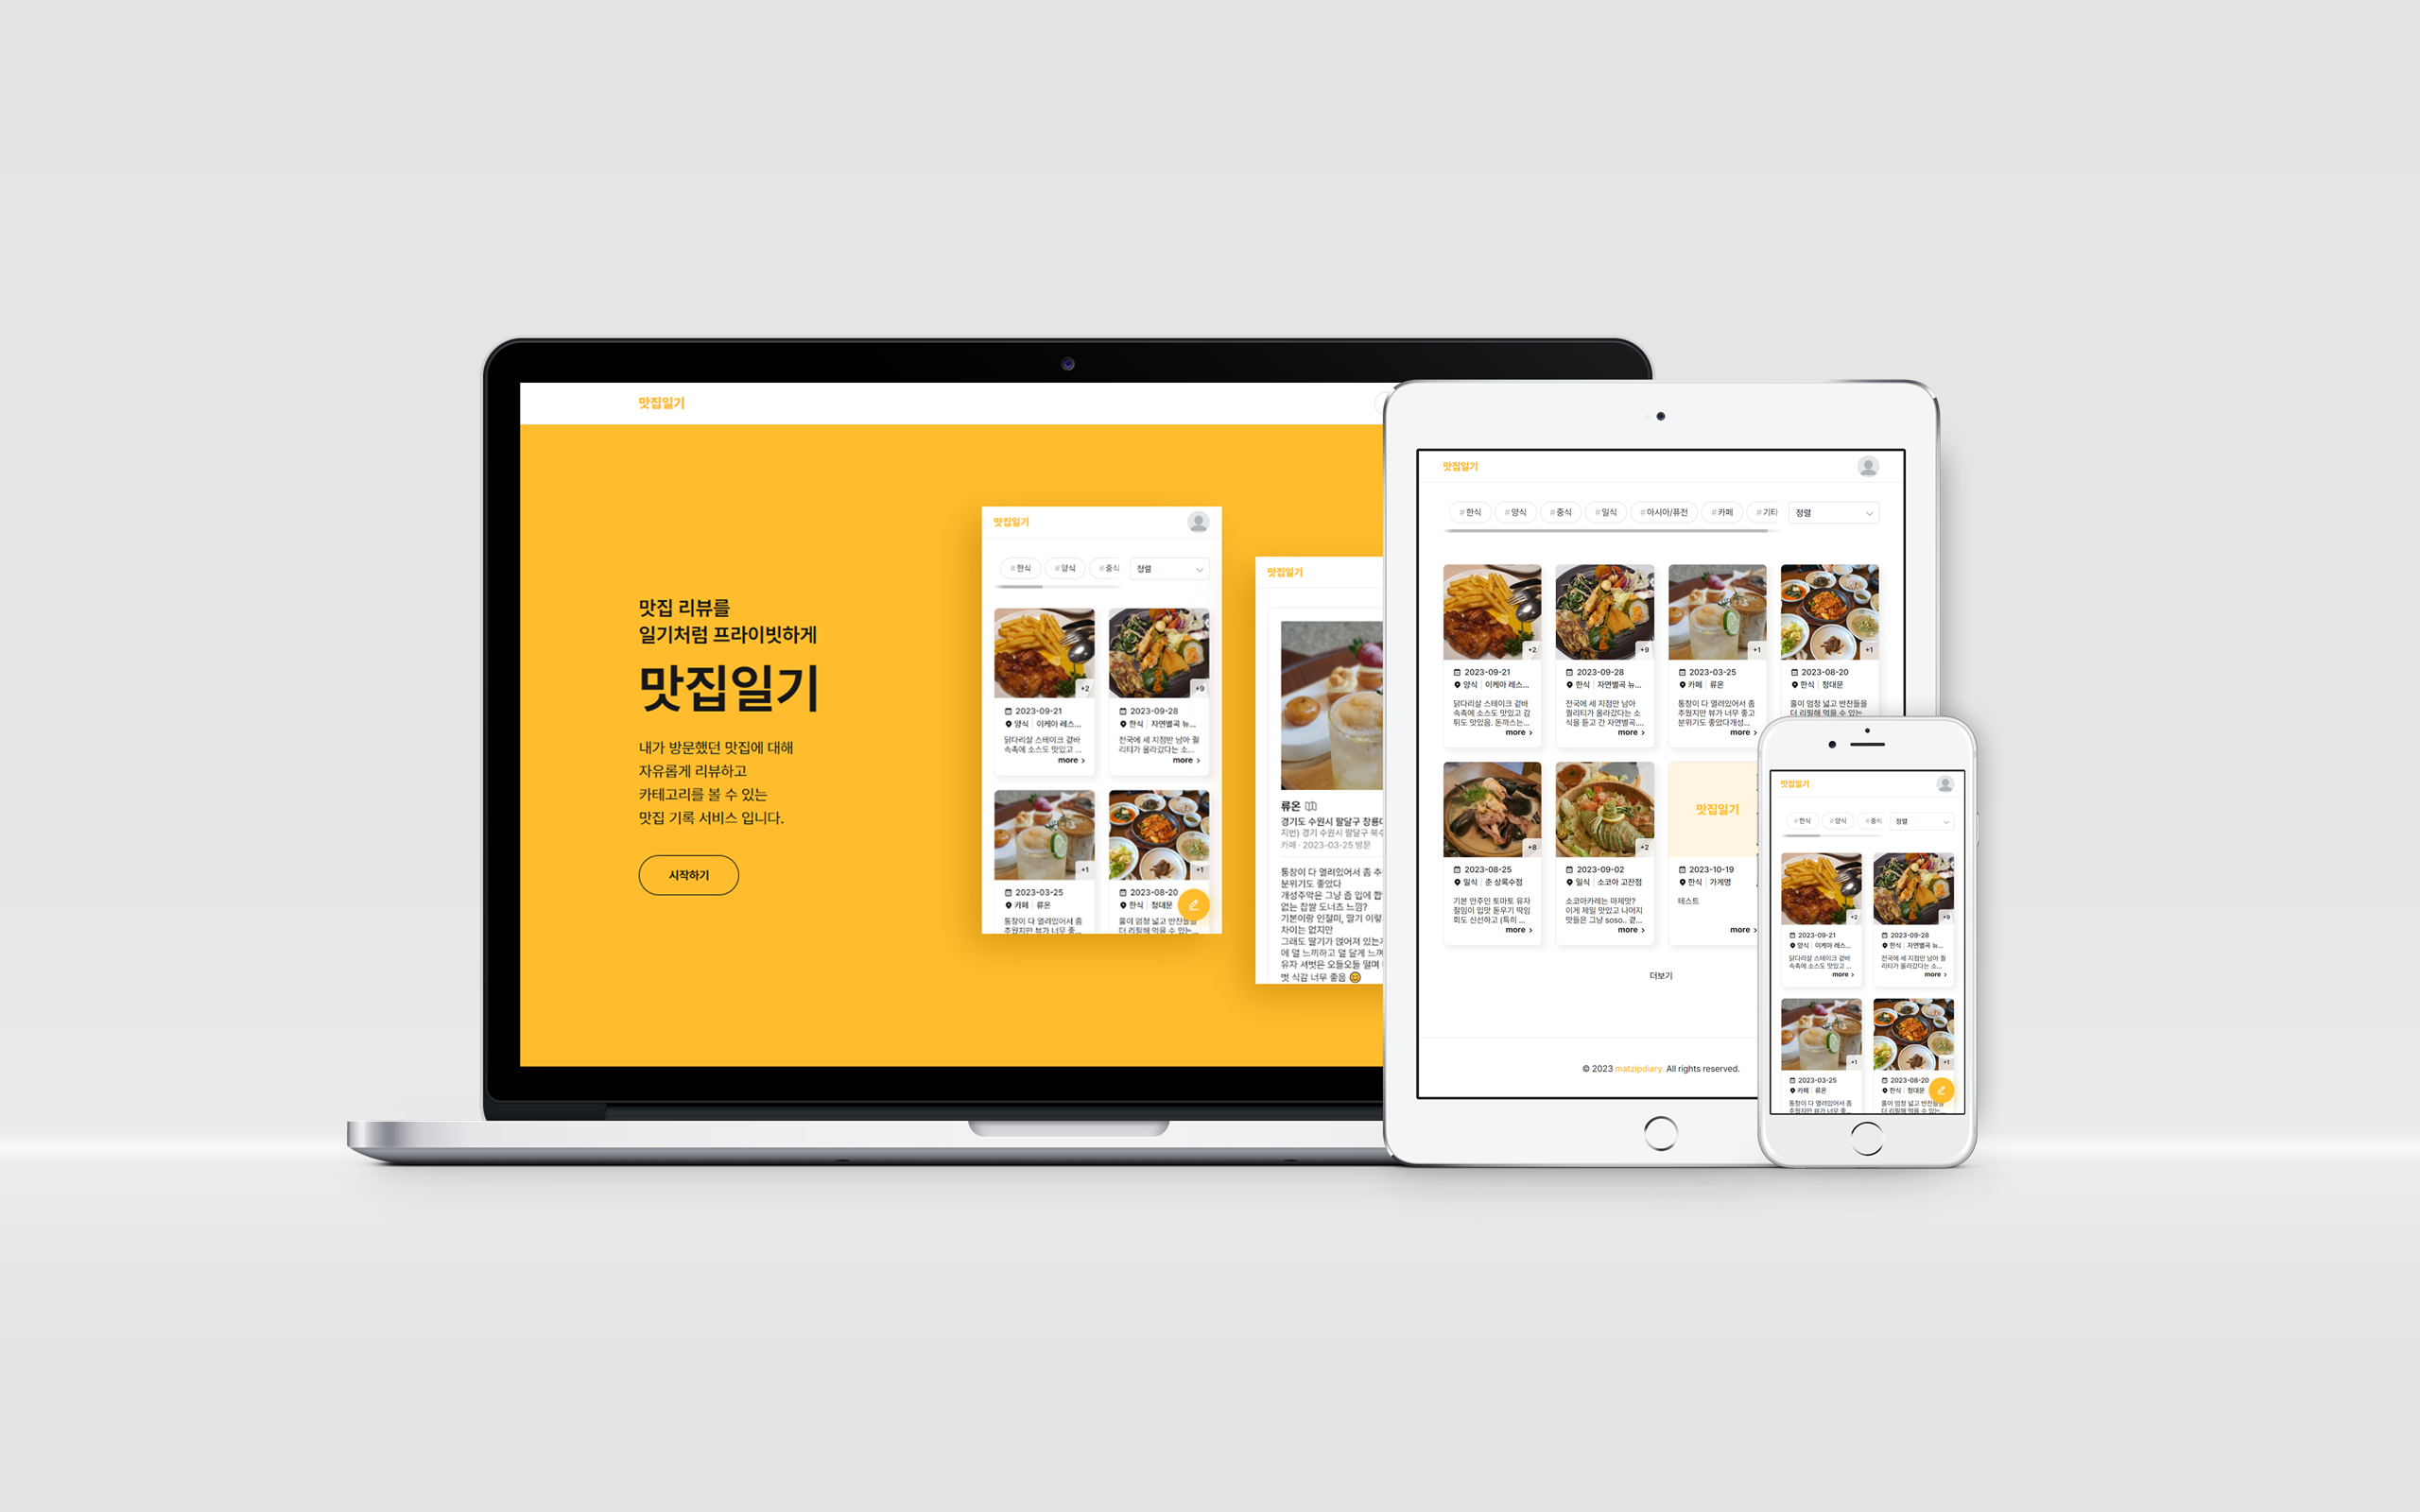 맛집일기
맛집 리뷰를
일기처럼 프라이빗하게
맛집일기
내가 방문했던 맛집에 대해
자유롭게 리뷰하고
카테고리를 볼 수 있는
맛집 기록 서비스 입니다.
시작하기
맛집일기
#한식 #양식 #중식 정렬
+2 +9
2023-09-21 2023-09-28
양식 | 이케아 레스... 한식 | 자연별곡 뉴...
닭다리살 스테이크 겉바 전국에 세 지점만 남아 퀄
속촉에 소스도 맛있고 ... 리티가 올라갔다는 소...
more > more >
+1 +1
2023-03-25 2023-08-20
카페 | 류온 한식 | 청대문
통창이 다 열려있어서 좀 홀이 엄청 넓고 반찬들을
추웠지만 뷰가 너무 좋... 더 리필해 먹을 수 있는...
맛집일기
류온
경기도 수원시 팔달구 장룡대
지번) 경기 수원시 팔달구 북수
카페 · 2023-03-25 방문
통창이 다 열려있어서 좀 추
분위기도 좋았다
개성주악은 그냥 좀 입에
없는 찹쌀 도너츠 느낌?
기본이랑 인절미, 딸기 이렇
차이는 없지만
그래도 딸기가 얹어져 있는
에 덜 느끼하고 덜 달게 느껴
유자 셔벗은 오들오들 떨며
벗 식감 너무 좋음 😊
맛집일기
#한식 #양식 #중식 #일식 #아시아/퓨전 #카페 #기타 정렬
+2 +9 +1 +1
2023-09-21 2023-09-28 2023-03-25 2023-08-20
양식 | 이케아 레스... 한식 | 자연별곡 뉴... 카페 | 류온 한식 | 청대문
닭다리살 스테이크 겉바 전국에 세 지점만 남아 통창이 다 열려있어서 좀 홀이 엄청 넓고 반찬들을
속촉에 소스도 맛있고 감 퀄리티가 올라갔다는 소 추웠지만 뷰가 너무 좋고 더 리필해 먹을 수 있는
튀도 맛있음. 돈까스는... 식을 듣고 간 자연별곡.... 분위기도 좋았다개성...
more > more > more >
맛집일기
+8 +2
2023-08-25 2023-09-02 2023-10-19
일식 | 춘 상록수점 일식 | 소코아 고잔점 한식 | 가게명
기본 안주인 토마토 유자 소코아카레는 마제맛? 테스트
절임이 입맛 돋우기 딱임 이게 제일 맛있고 나머지
회도 신선하고 (특히 ... 맛들은 그냥 soso.. 곁...
more > more > more >
더보기
© 2023 matzipdiary. All rights reserved.
맛집일기
#한식 #양식 #중식 정렬
+2 +9
2023-09-21 2023-09-28
양식 | 이케아 레스... 한식 | 자연별곡 뉴...
닭다리살 스테이크 겉바 전국에 세 지점만 남아 퀄
속촉에 소스도 맛있고 ... 리티가 올라갔다는 소...
more > more >
+1 +1
2023-03-25 2023-08-20
카페 | 류온 한식 | 청대문
통창이 다 열려있어서 좀 홀이 엄청 넓고 반찬들을
추웠지만 뷰가 너무 좋... 더 리필해 먹을 수 있는...